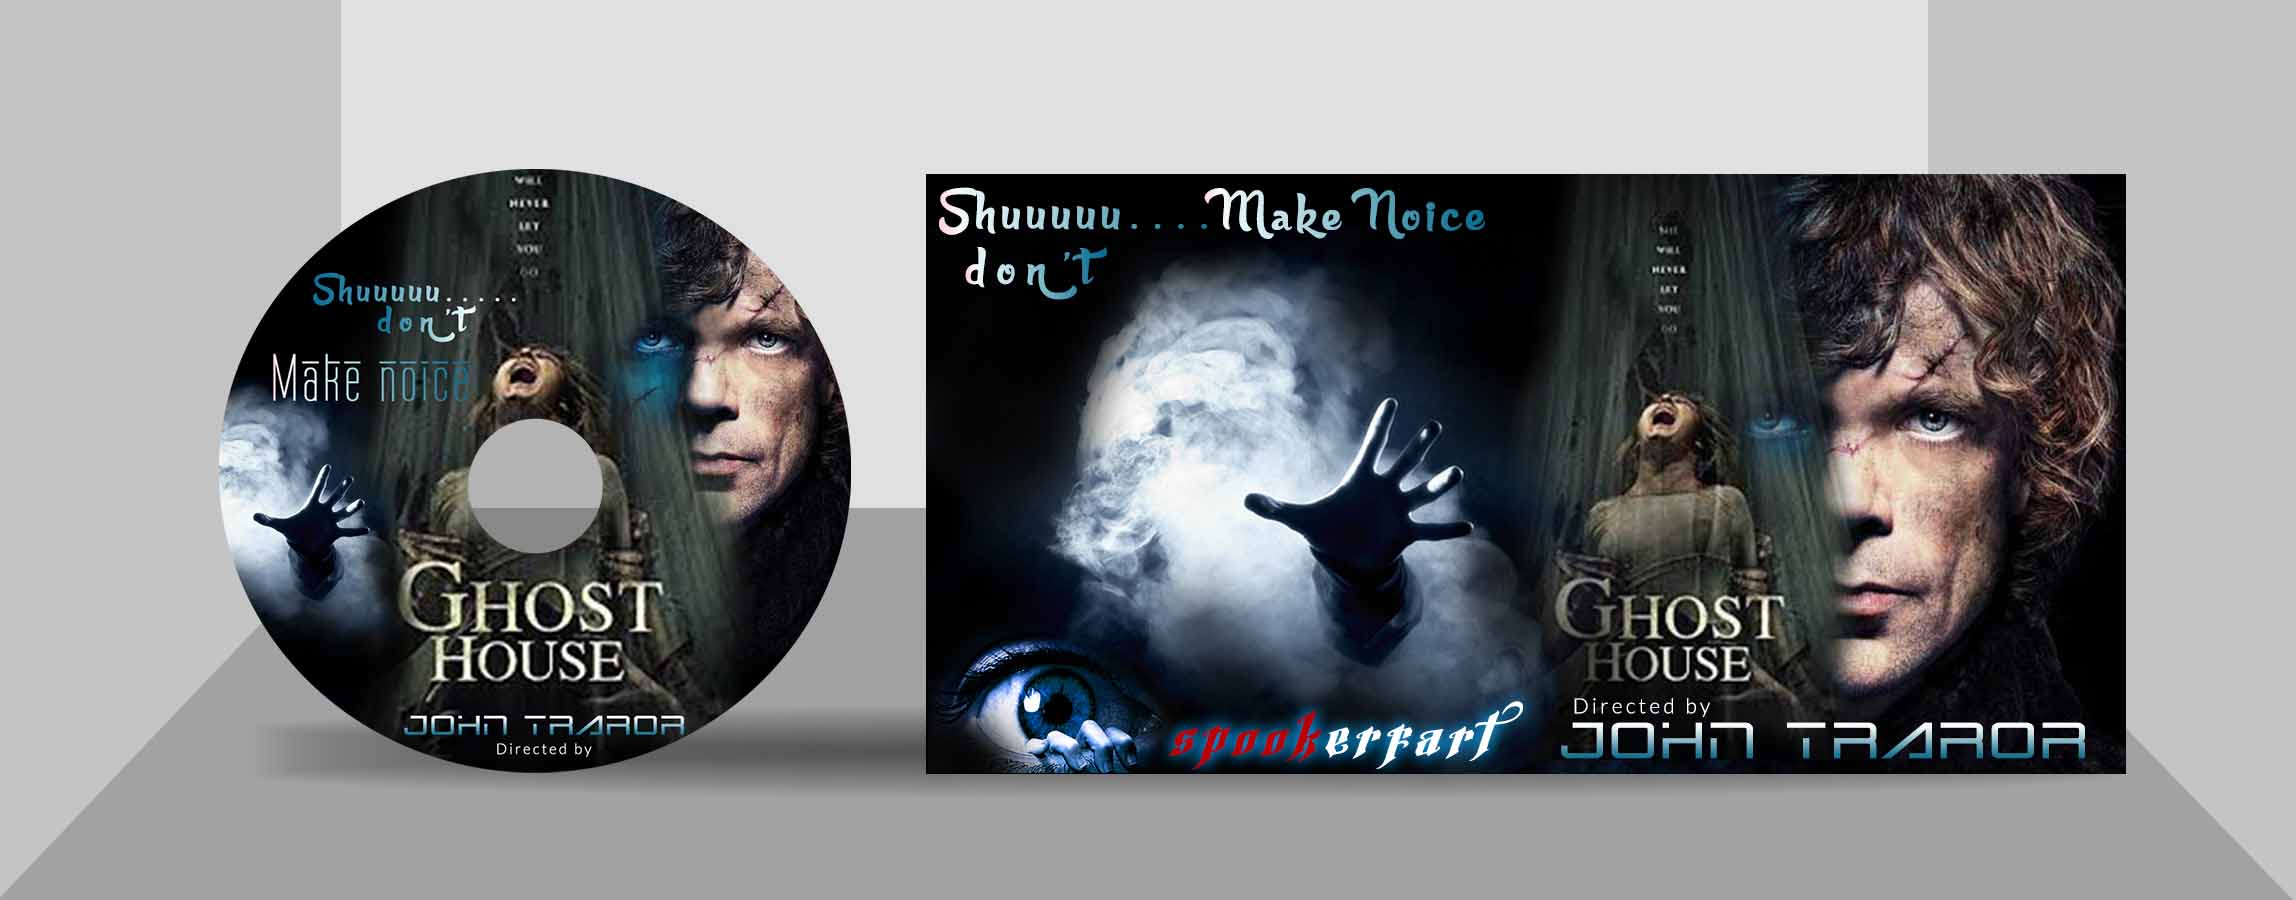 WILL
NEVER
LET
YOU
GO
Shuuuuu.....
don't
Make noice
GHOST
HOUSE
JOHN TRAROR
Directed by
Shuuuuu....Make Noice
don't
SHE
WILL
NEVER
LET
YOU
GO
GHOST
HOUSE
spookerfart
Directed by
JOHN TRAROR